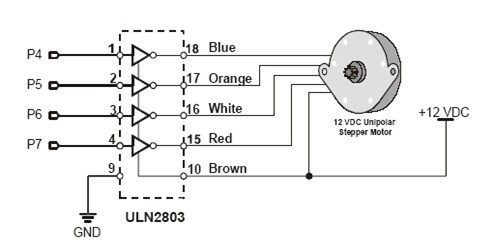 P4 1 18 Blue
P5 2 17 Orange
P6 3 16 White
P7 4 15 Red
9 10 Brown
GND
ULN2803
12 VDC Unipolar
Stepper Motor
+12 VDC